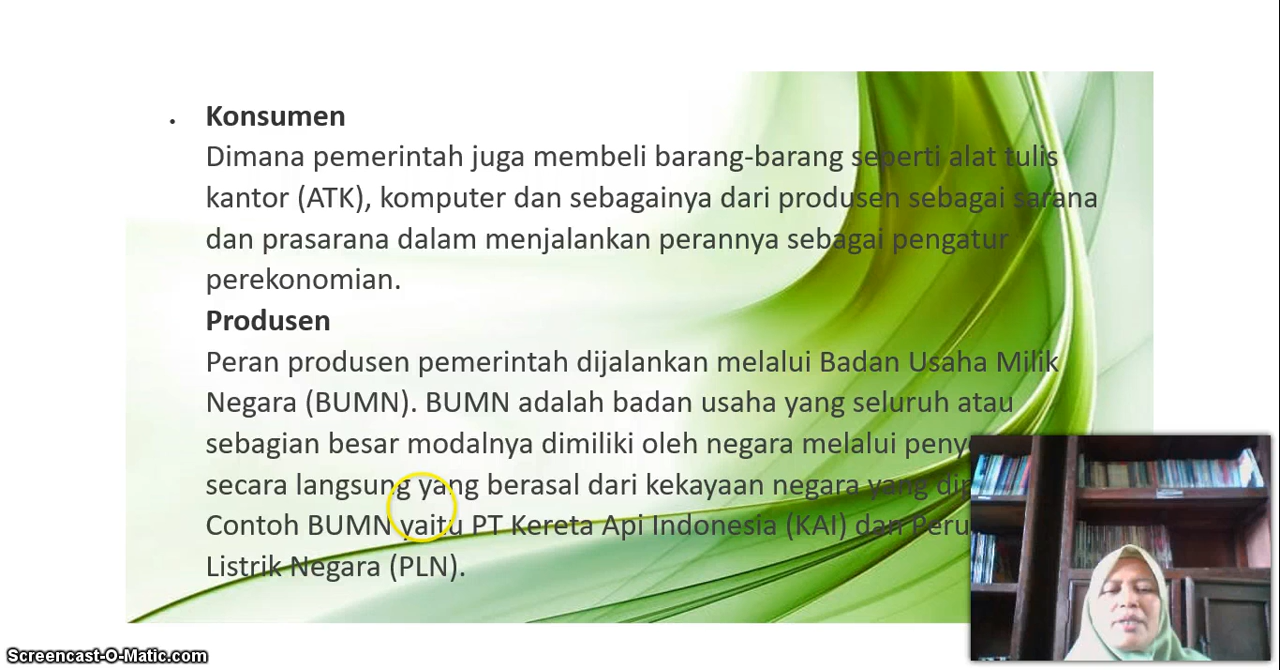 Konsumen
Dimana pemerintah juga membeli barang-barang seperti alat tulis
kantor (ATK), komputer dan sebagainya dari produsen sebagai sarana
dan prasarana dalam menjalankan perannya sebagai pengatur
perekonomian.
Produsen
Peran produsen pemerintah dijalankan melalui Badan Usaha Milik
Negara (BUMN). BUMN adalah badan usaha yang seluruh atau
sebagian besar modalnya dimiliki oleh negara melalui
secara langsung yang berasal dari kekayaan negara yang
Contoh BUMN yaitu PT Kereta Api Indonesia (KAI) dan
Listrik Negara (PLN).
Screencast-O-Matic.com